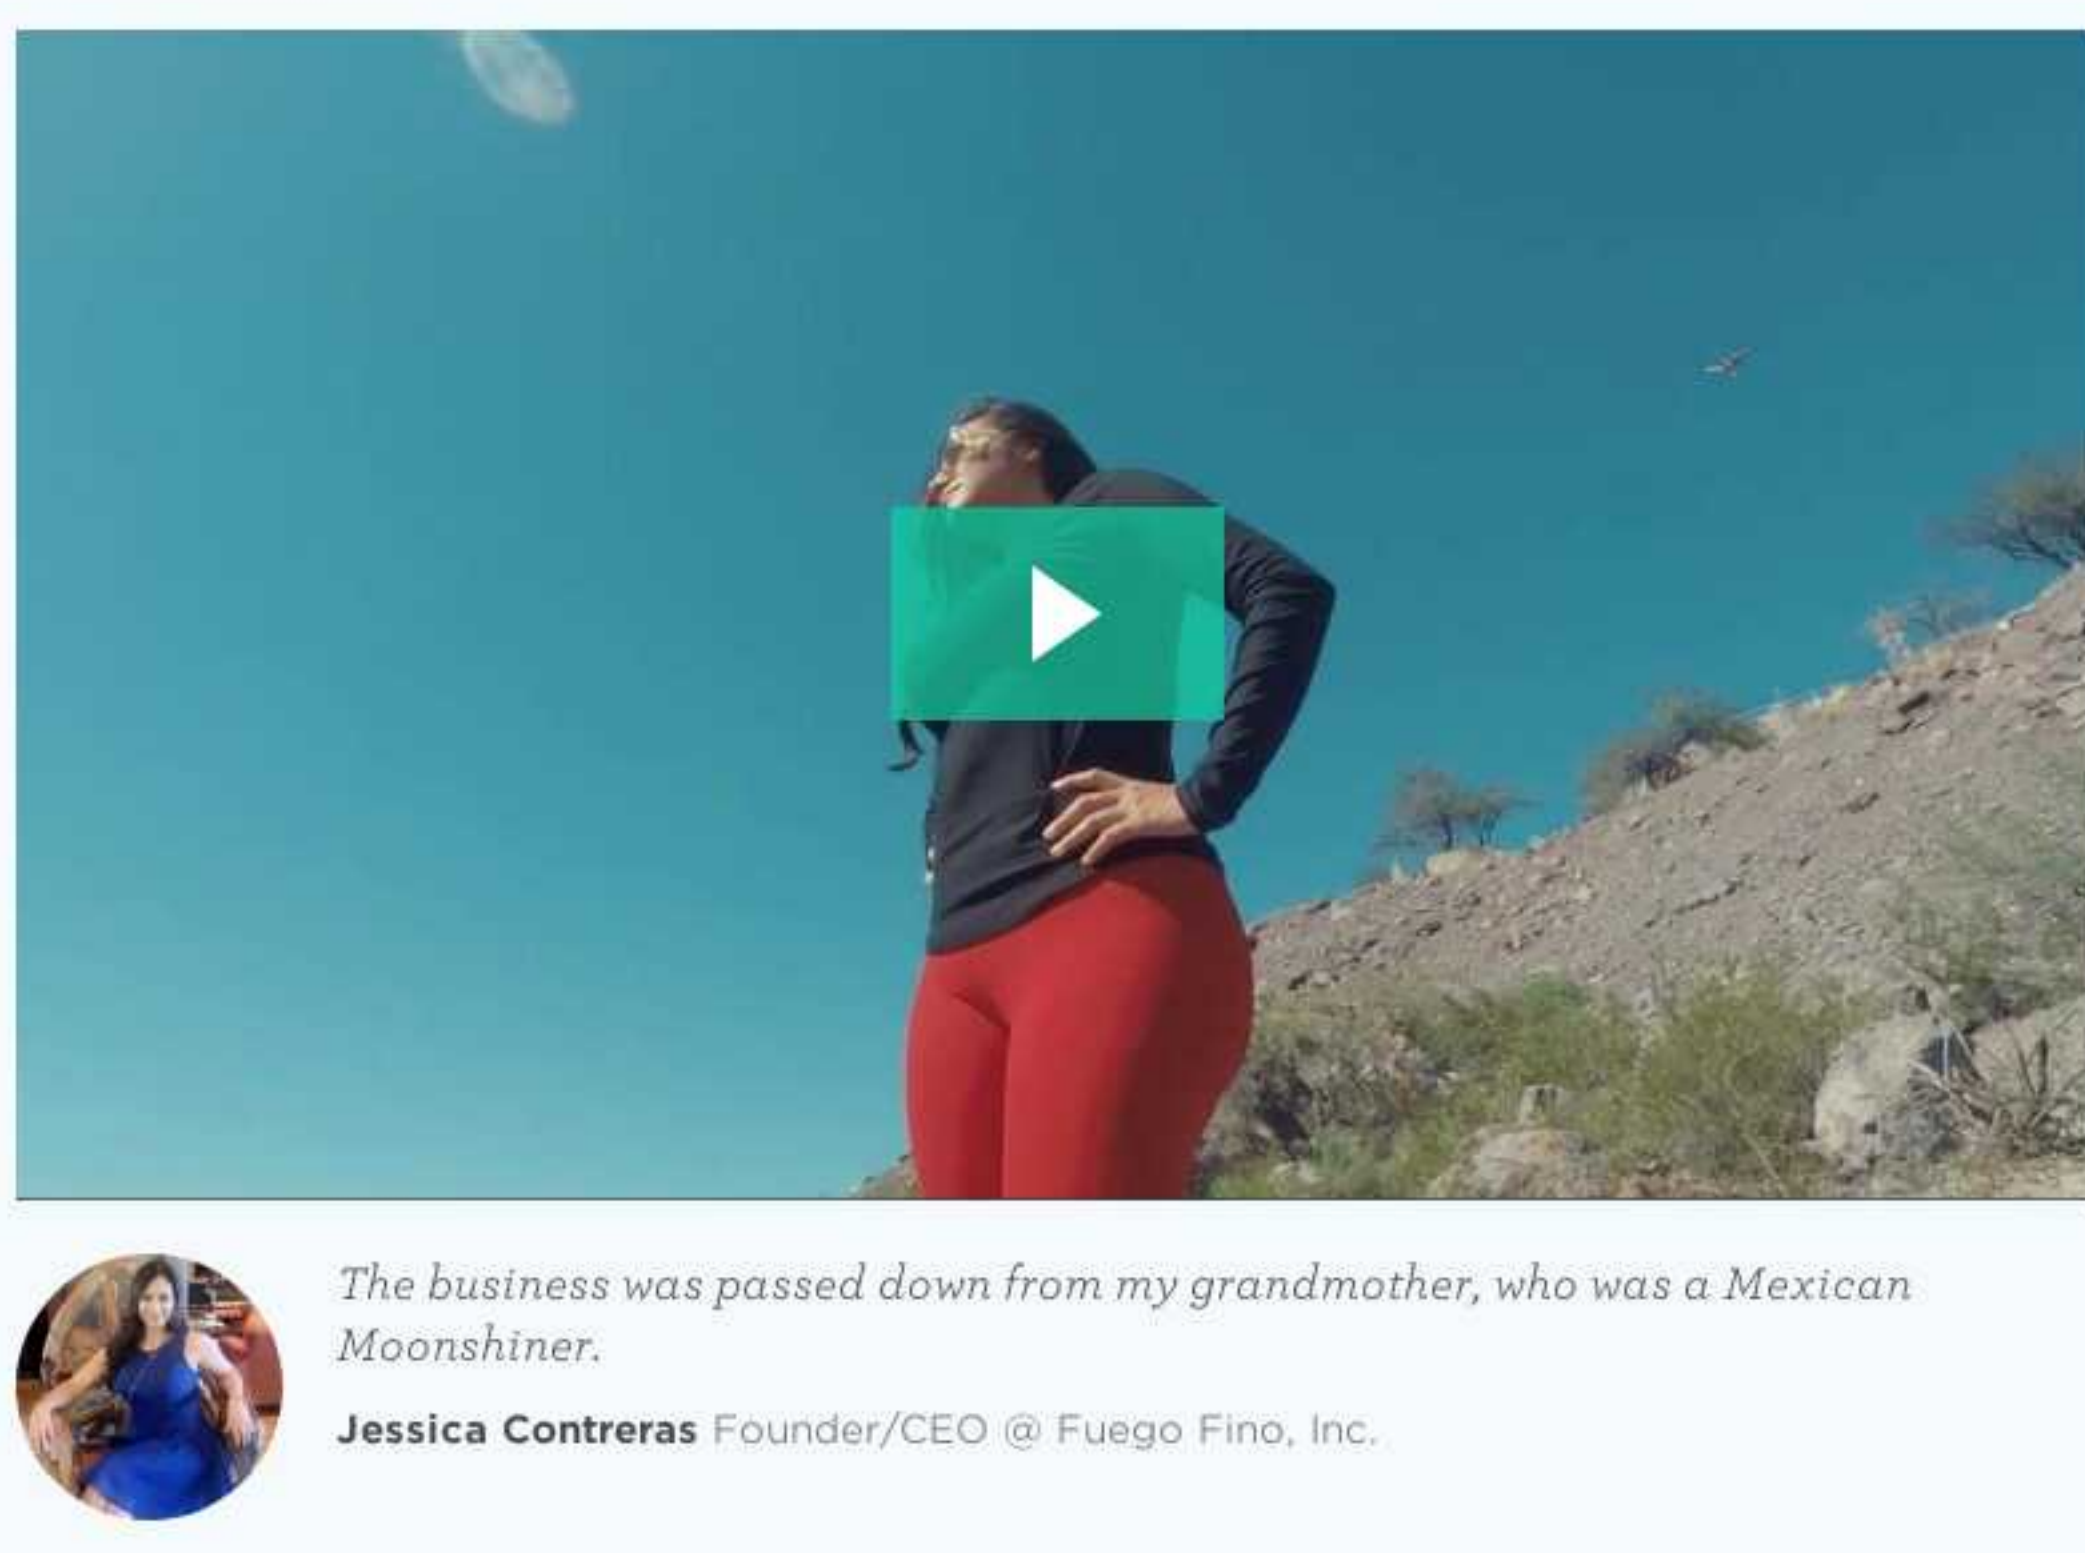 The business was passed down from my grandmother, who was a Mexican
Moonshiner.
Jessica Contreras Founder/CEO @ Fuego Fino, Inc.